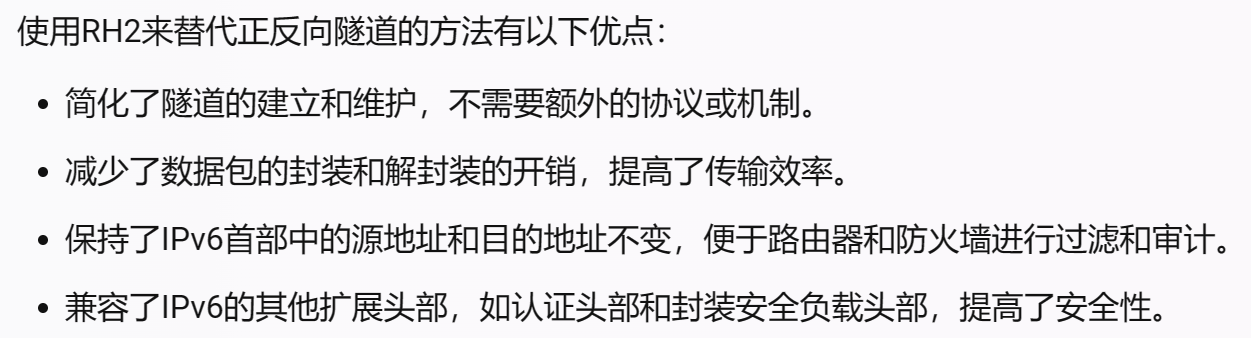 使用RH2来替代正反向隧道的方法有以下优点：
• 简化了隧道的建立和维护，不需要额外的协议或机制。
• 减少了数据包的封装和解封装的开销，提高了传输效率。
• 保持了IPv6首部中的源地址和目的地址不变，便于路由器和防火墙进行过滤和审计。
• 兼容了IPv6的其他扩展头部，如认证头部和封装安全负载头部，提高了安全性。